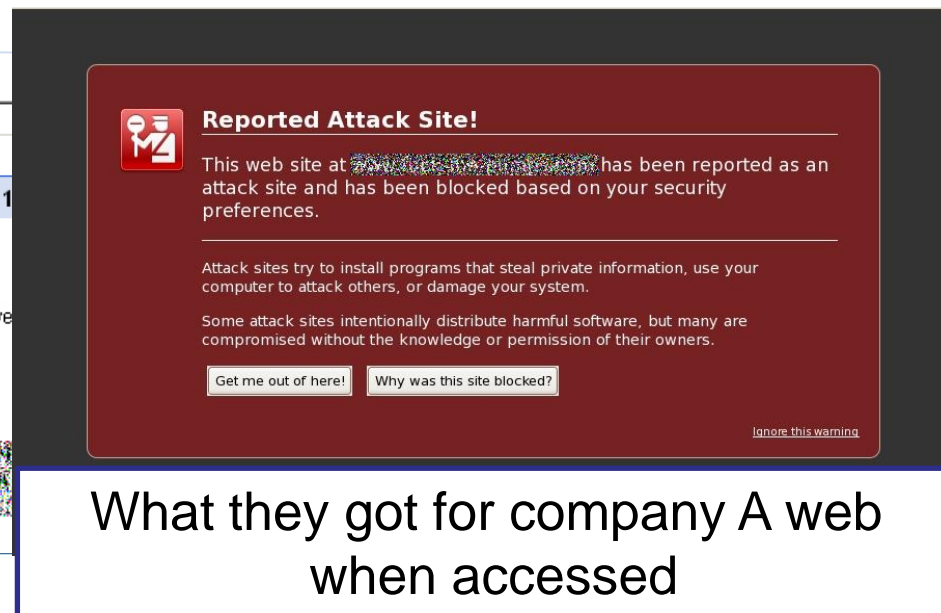 Reported Attack Site!
This web site at has been reported as an
attack site and has been blocked based on your security
preferences.
Attack sites try to install programs that steal private information, use your
computer to attack others, or damage your system.
Some attack sites intentionally distribute harmful software, but many are
compromised without the knowledge or permission of their owners.
Get me out of here! Why was this site blocked?
Ignore this warning
What they got for company A web
when accessed